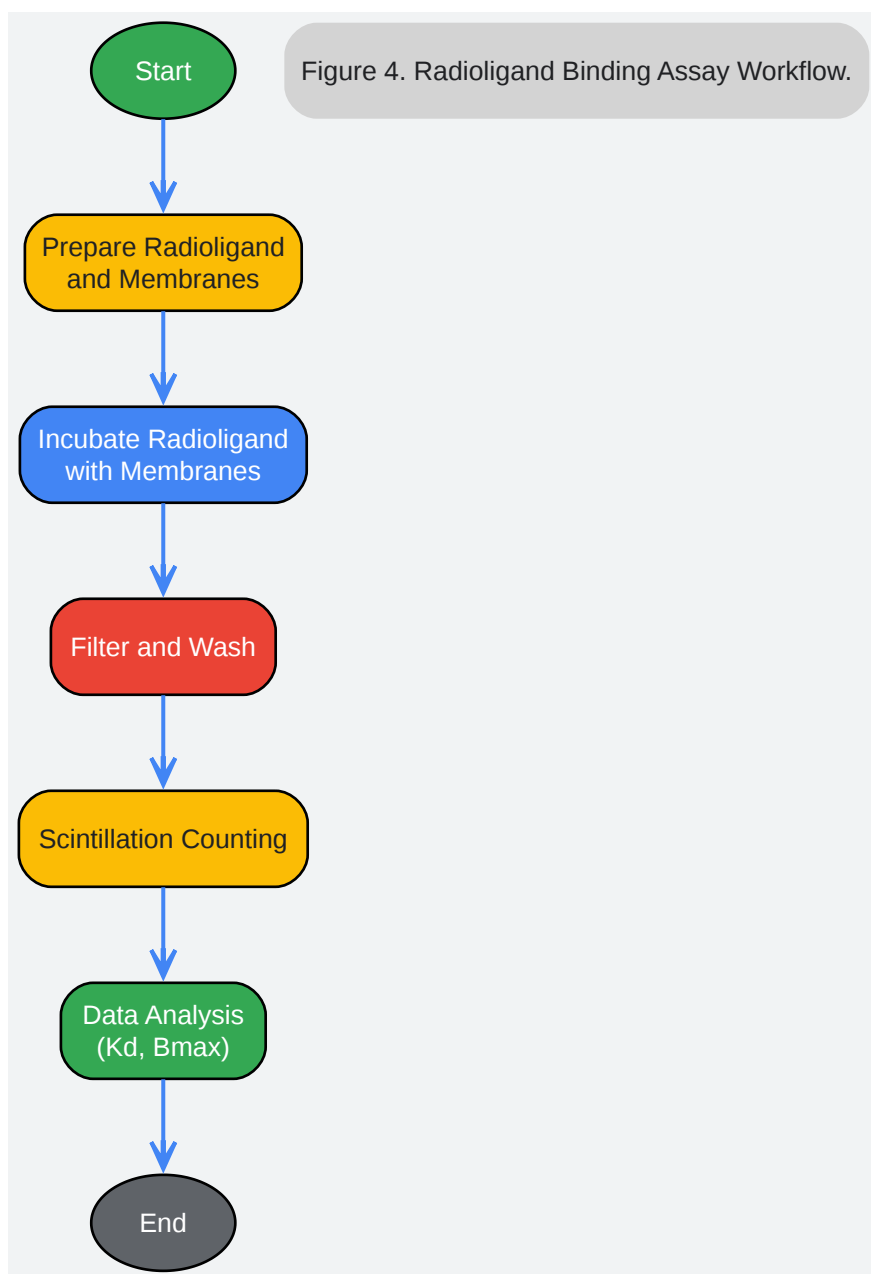 Start
Figure 4. Radioligand Binding Assay Workflow.
Prepare Radioligand
and Membranes
Incubate Radioligand
with Membranes
Filter and Wash
Scintillation Counting
Data Analysis
(Kd, Bmax)
End